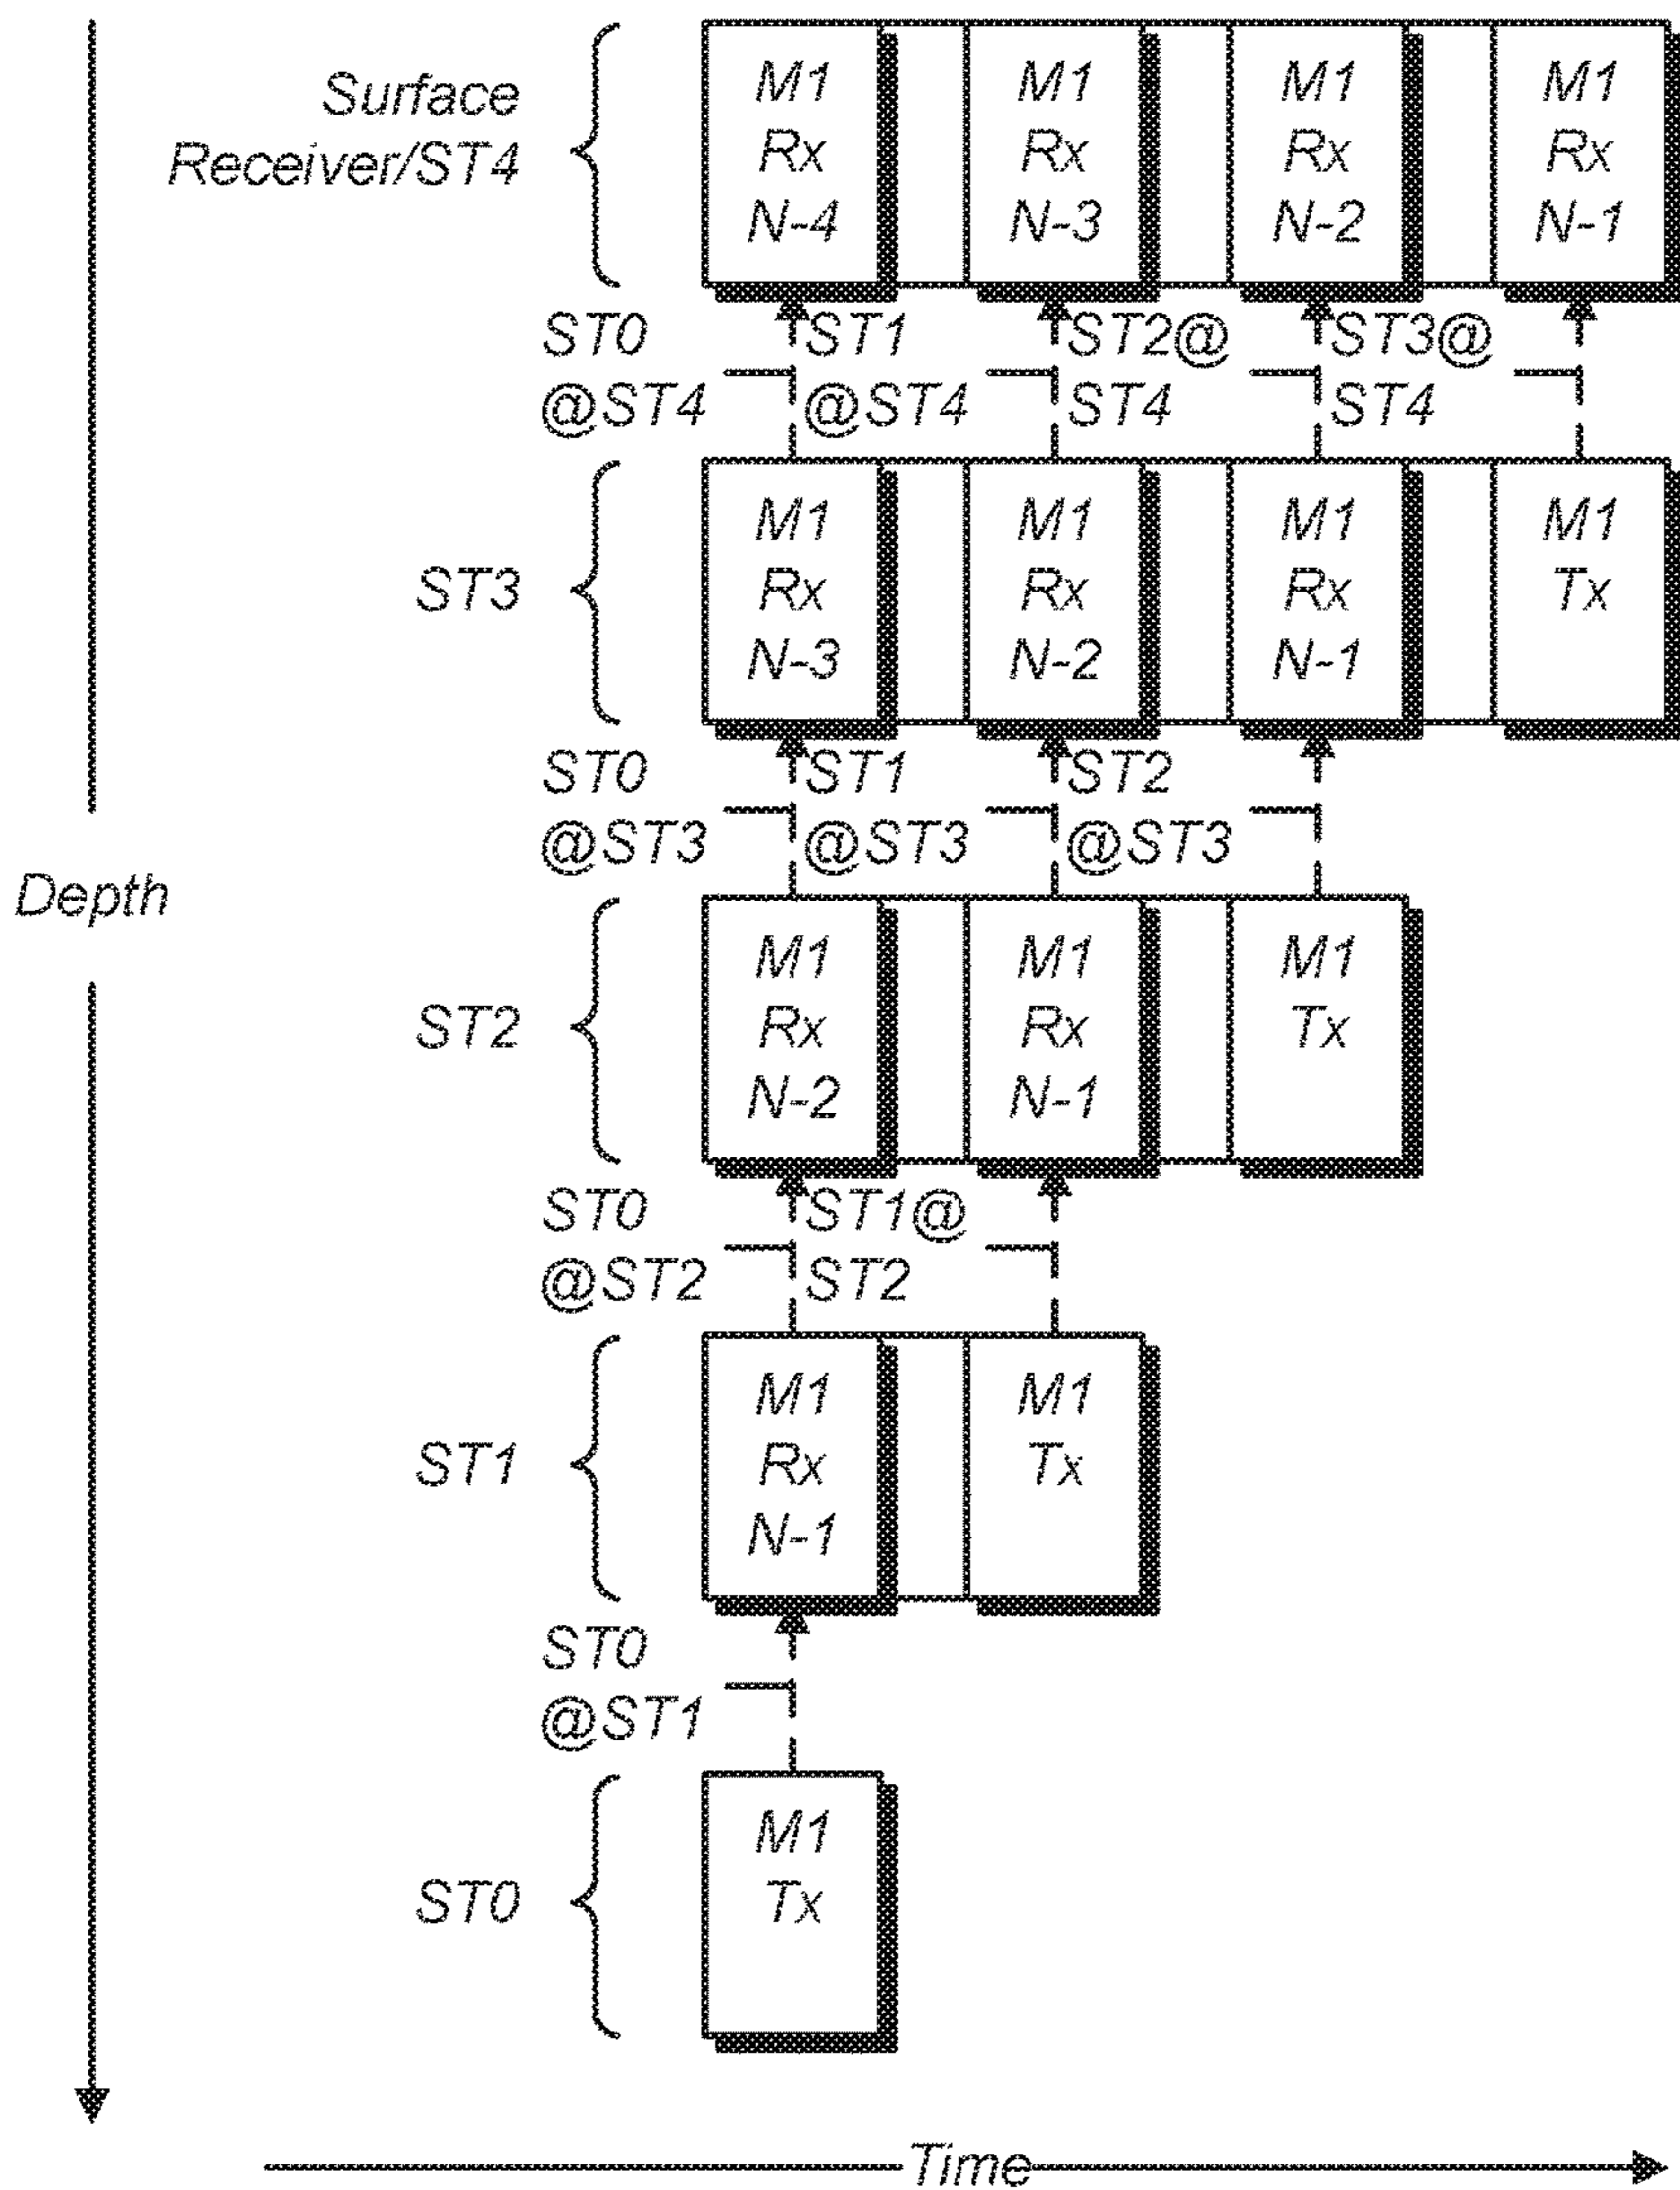 Surface
Receiver/ST4
M1
Rx
N-4
M1
Rx
N-3
M1
Rx
N-2
M1
Rx
N-1
ST0
@ST4
ST1
@ST4
ST2@
ST4
ST3@
ST4
ST3
M1
Rx
N-3
M1
Rx
N-2
M1
Rx
N-1
M1
Tx
ST0
@ST3
ST1
@ST3
ST2
@ST3
Depth
ST2
M1
Rx
N-2
M1
Rx
N-1
M1
Tx
ST0
@ST2
ST1@
ST2
ST1
M1
Rx
N-1
M1
Tx
ST0
@ST1
ST0
M1
Tx
Time